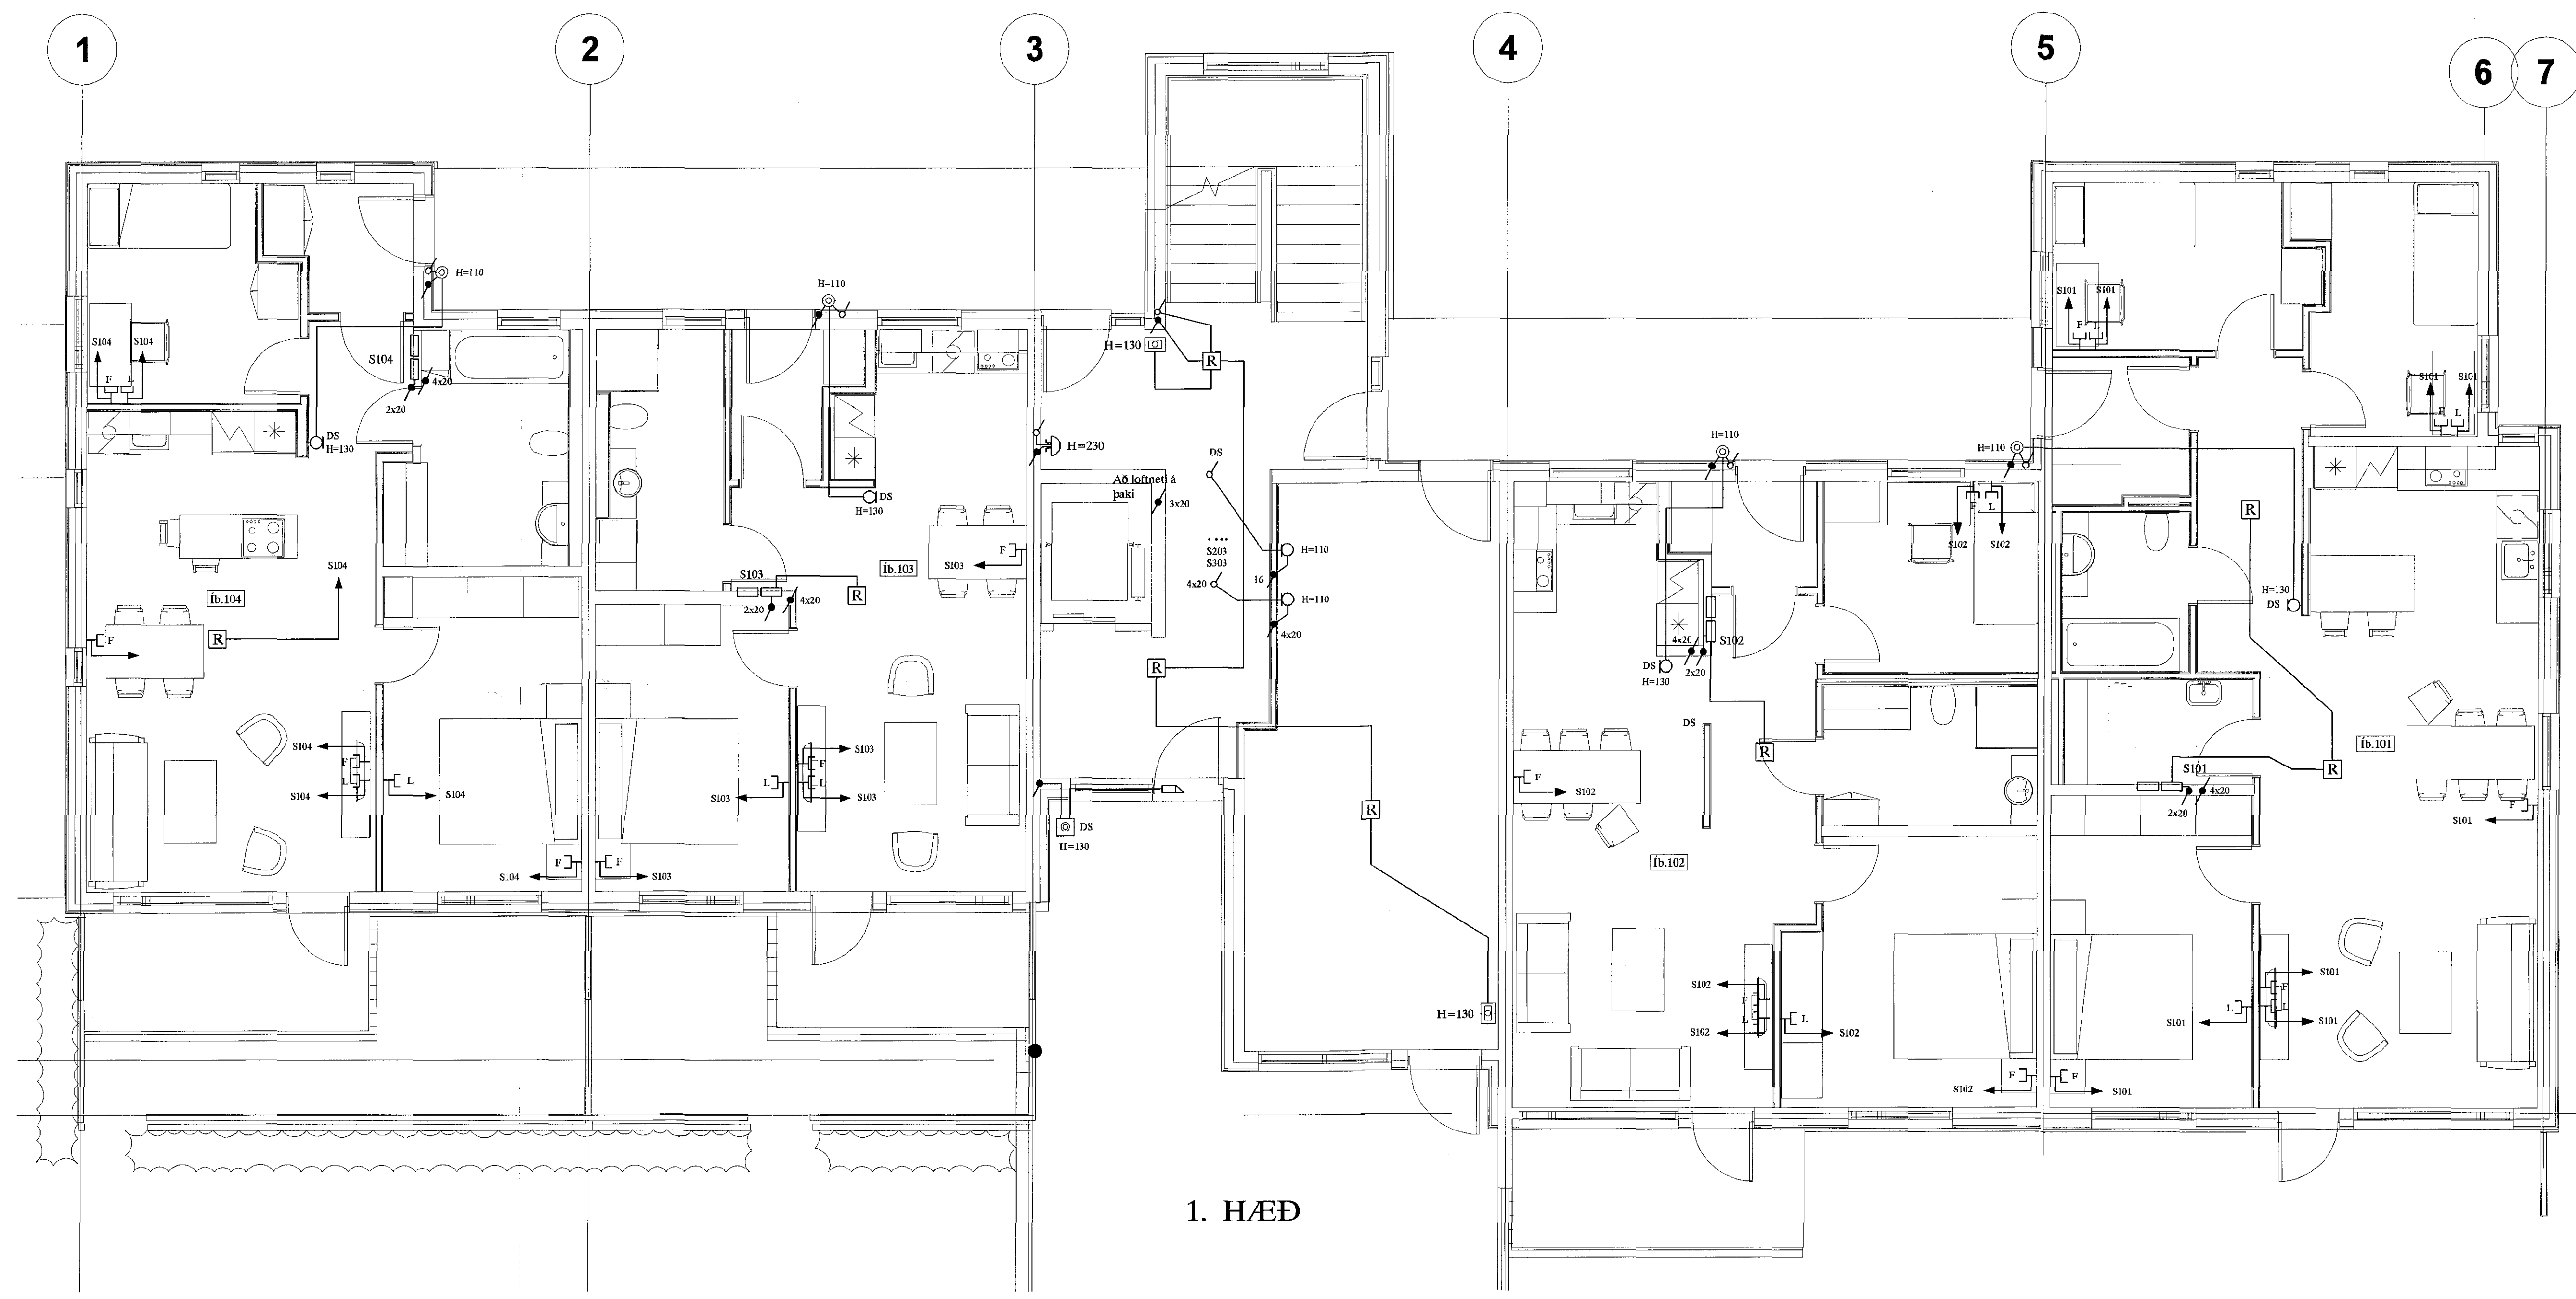 1
2
3
4
5
6
7
H=110
S104
S104
F
L
S104
4x20
2x20
DS
H=130
S104
Íb.104
R
F
S104
F
L
S104
L
S104
F
S104
H=110
DS
H=130
S103
2x20
4x20
R
Íb.103
F
S103
L
S103
S103
F
L
S103
F
S103
H=130
R
H=230
Að loftneti á
þaki
3x20
DS
S203
S303
4x20
H=110
16
H=110
4x20
R
DS
H=130
R
H=130
H=110
H=110
F
L
S102
S102
4x20
S102
2x20
DS
H=130
DS
R
F
S102
Íb.102
S102
F
L
S102
L
S102
F
S102
S101
S101
F
L
S101
S101
F
L
R
H=130
DS
Íb.101
R
S101
4x20
2x20
F
S101
S101
F
L
S101
L
S101
F
S101
1. HÆÐ